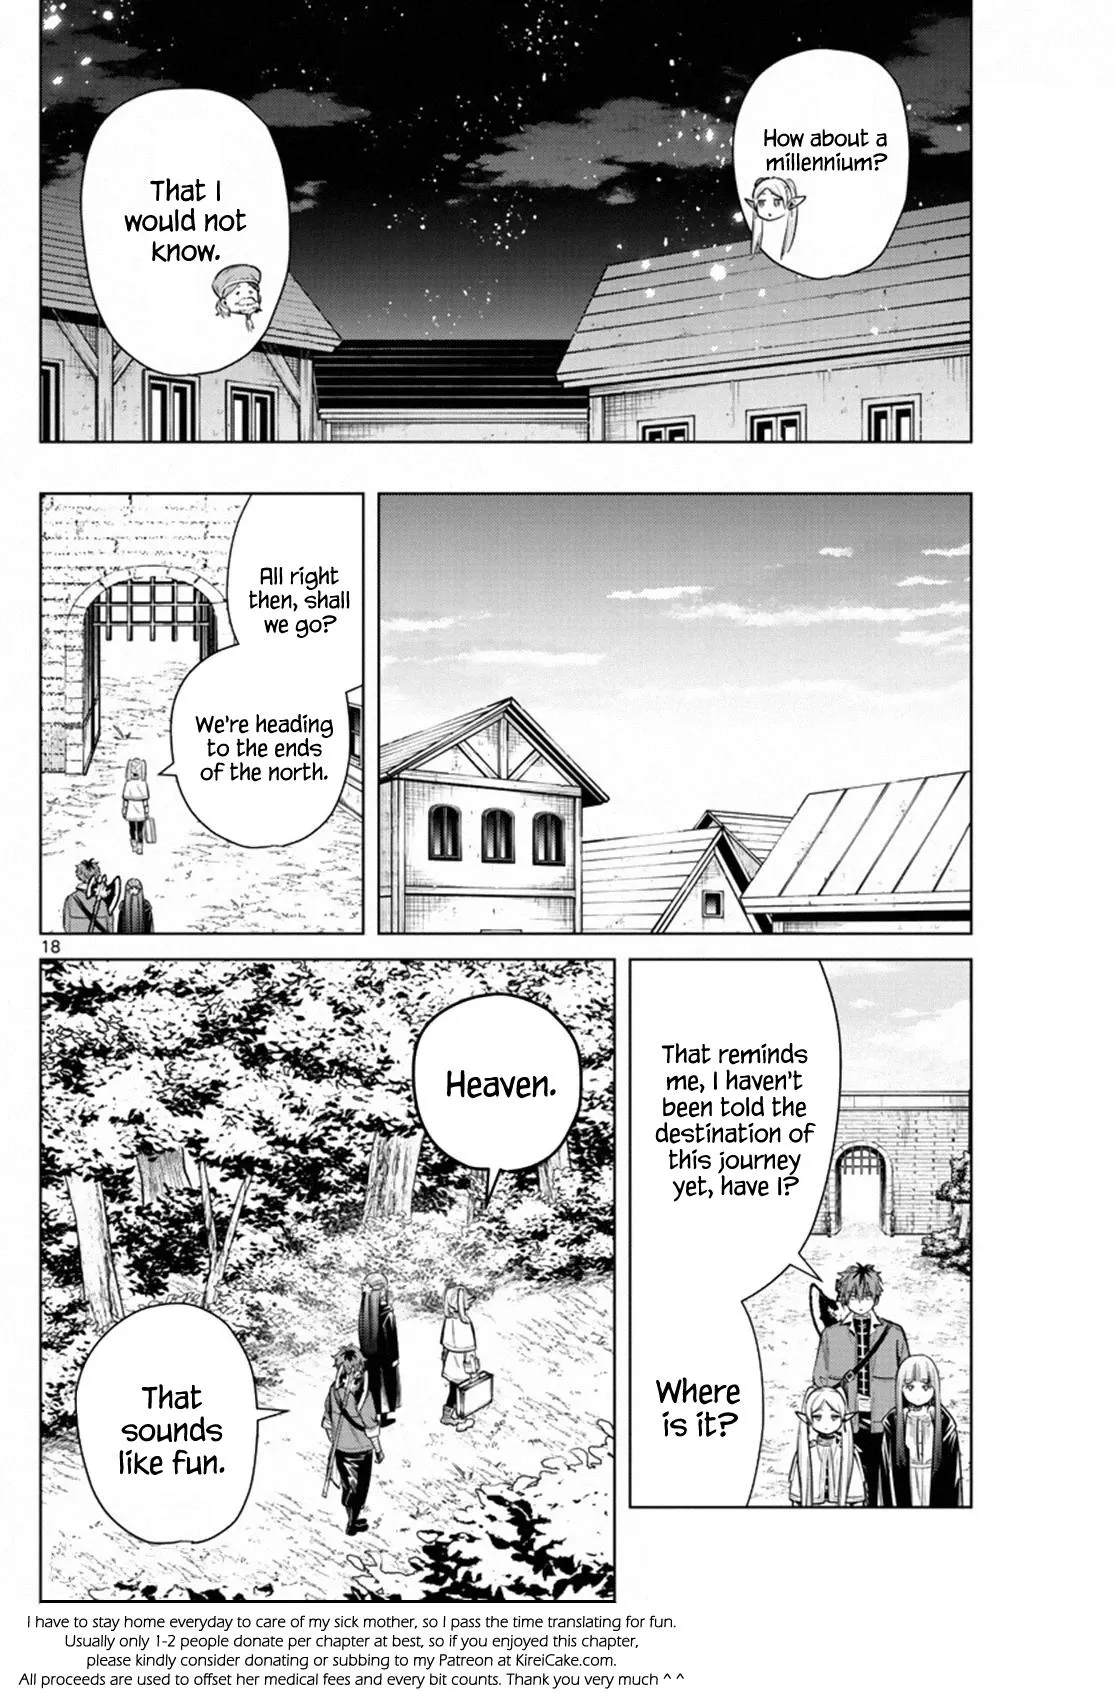 How about a
millennium?
That I
would not
know.
All right
then, shall
we go?
We're heading
to the ends
of the north.
18
That reminds
me, I haven't
been told the
destination of
this journey
yet, have I?
Where
is it?
Heaven.
That
sounds
like fun.
I have to stay home everyday to care of my sick mother, so I pass the time translating for fun.
Usually only 1-2 people donate per chapter at best, so if you enjoyed this chapter,
please kindly consider donating or subbing to my Patreon at KireiCake.com.
All proceeds are used to offset her medical fees and every bit counts. Thank you very much ^ ^